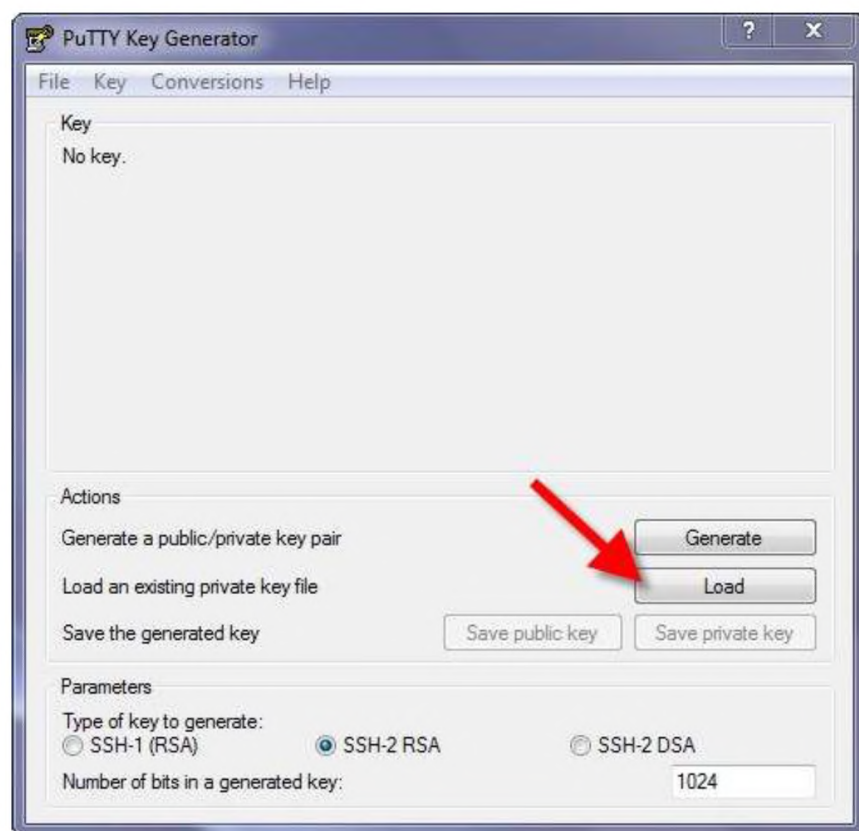 PuTTY Key Generator
? X
File Key Conversions Help
Key
No key.
Actions
Generate a public/private key pair Generate
Load an existing private key file Load
Save the generated key Save public key Save private key
Parameters
Type of key to generate:
SSH-1 (RSA) SSH-2 RSA SSH-2 DSA
Number of bits in a generated key: 1024